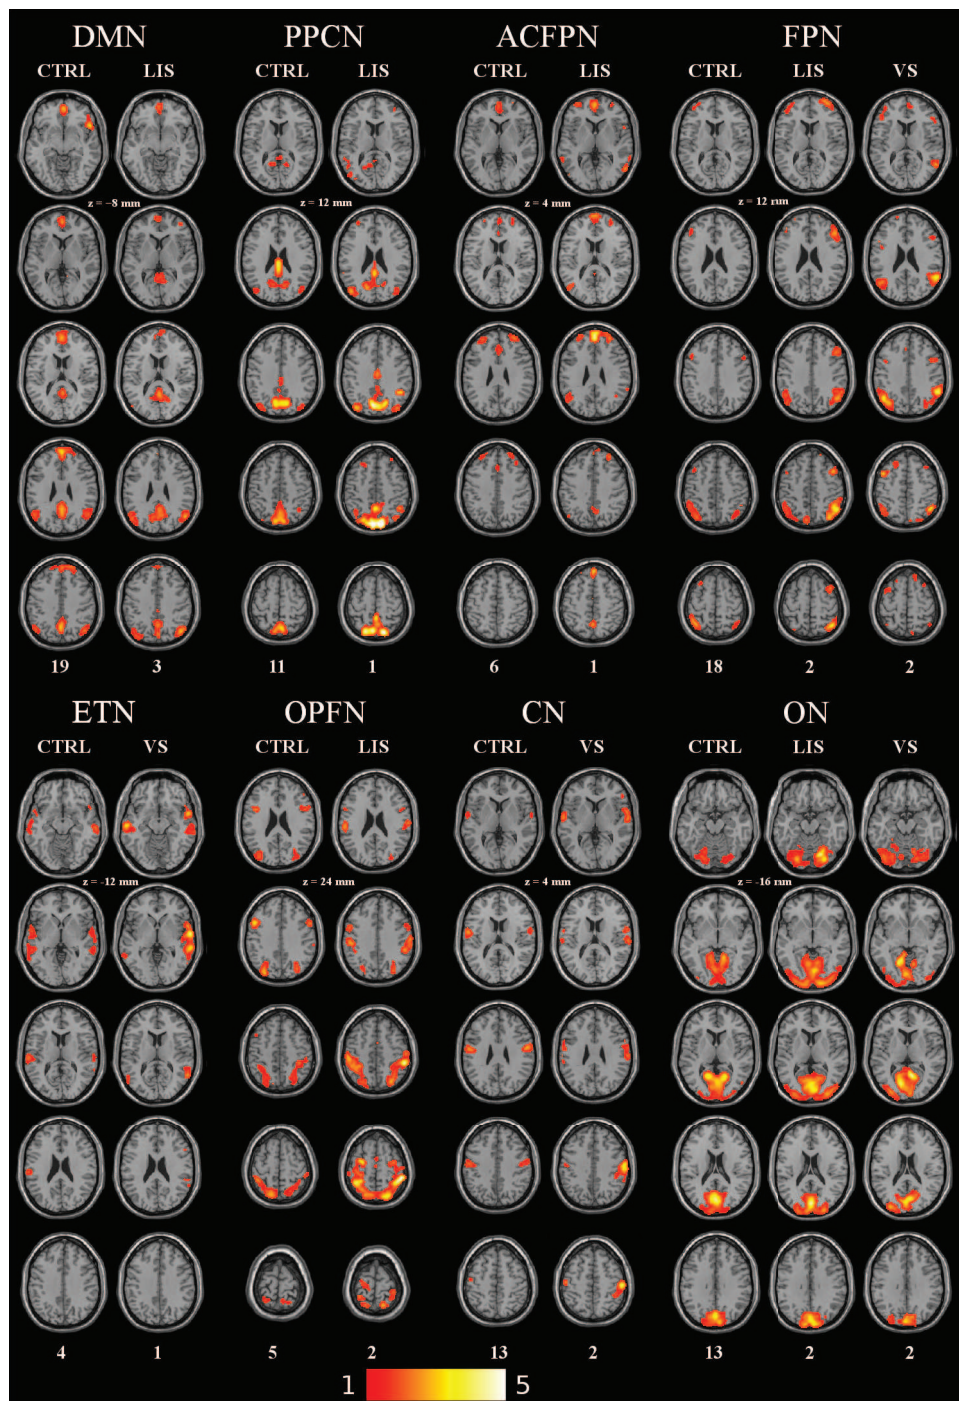 DMN PPCN ACFPN FPN
CTRL LIS CTRL LIS CTRL LIS CTRL LIS VS
z = −8 mm z = 12 mm z = 4 mm z = 12 mm
19 3 11 1 6 1 18 2 2
ETN OPFN CN ON
CTRL VS CTRL LIS CTRL VS CTRL LIS VS
z = -12 mm z = 24 mm z = 4 mm z = -16 mm
4 1 5 2 13 2 13 2 2
1 5